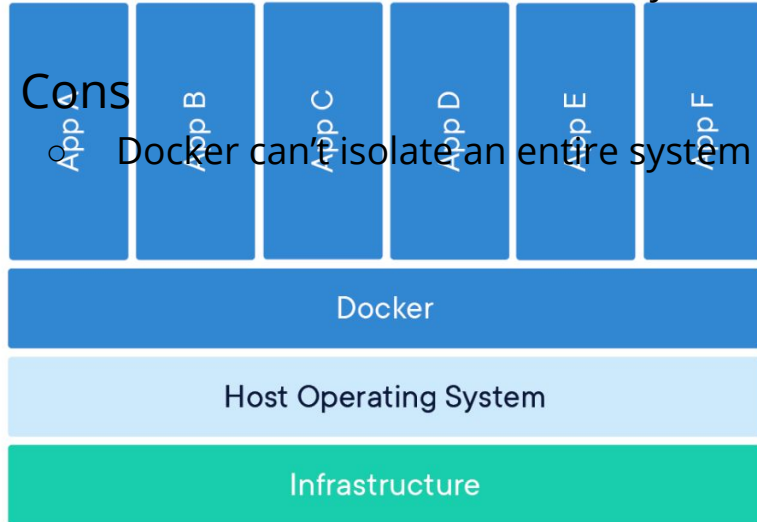 Cons
○ Docker can't isolate an entire system
App A
App B
App C
App D
App E
App F
Docker
Host Operating System
Infrastructure